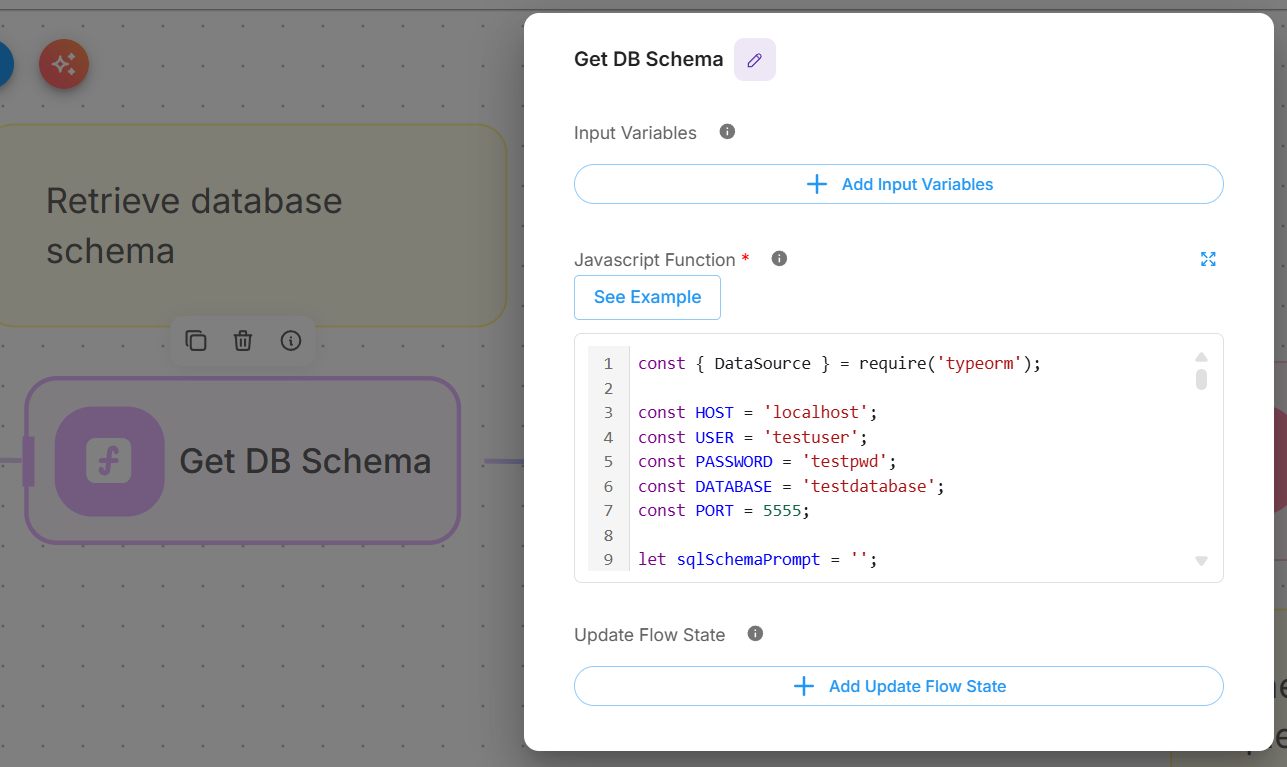 Retrieve database
schema
Get DB Schema
Get DB Schema
Input Variables
Add Input Variables
Javascript Function *
See Example
1 const { DataSource } = require('typeorm');
2
3 const HOST = 'localhost';
4 const USER = 'testuser';
5 const PASSWORD = 'testpwd';
6 const DATABASE = 'testdatabase';
7 const PORT = 5555;
8
9 let sqlSchemaPrompt = '';
Update Flow State
Add Update Flow State